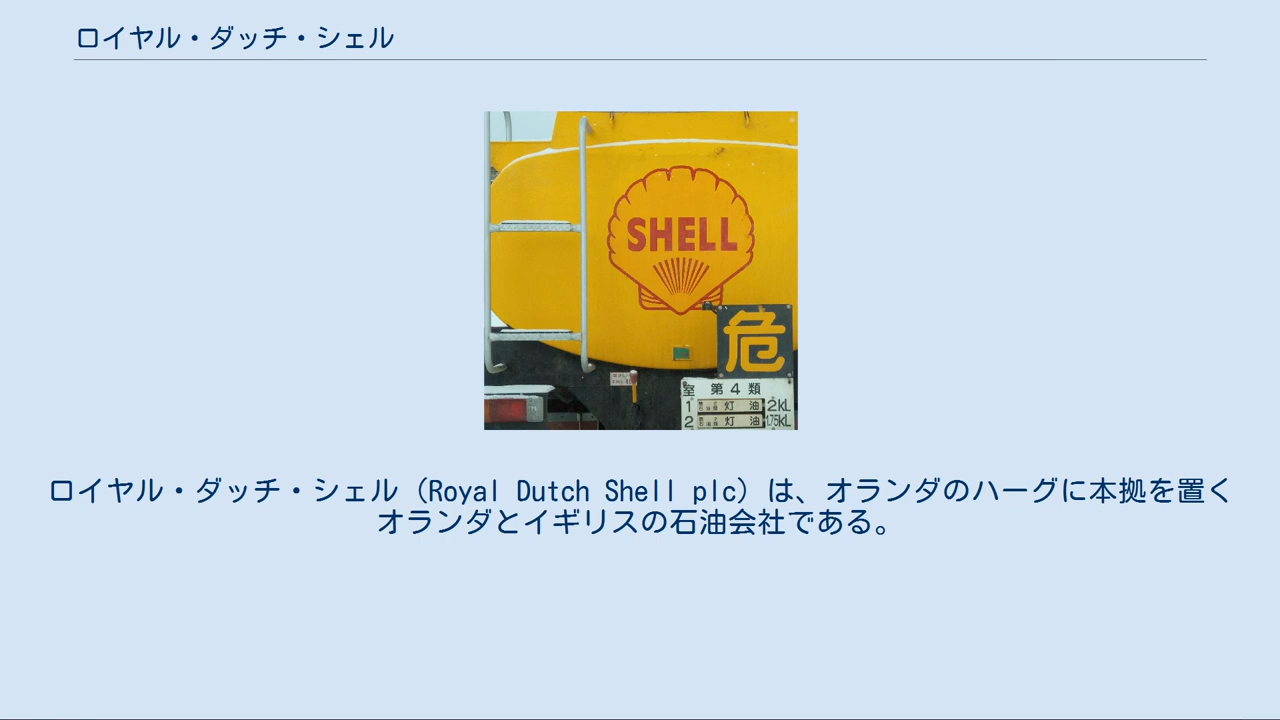 ロイヤル・ダッチ・シェル
SHELL
危
室 第4類
1 灯油 2kL
2 灯油 1.75kL
ロイヤル・ダッチ・シェル（Royal Dutch Shell plc）は、オランダのハーグに本拠を置く
オランダとイギリスの石油会社である。